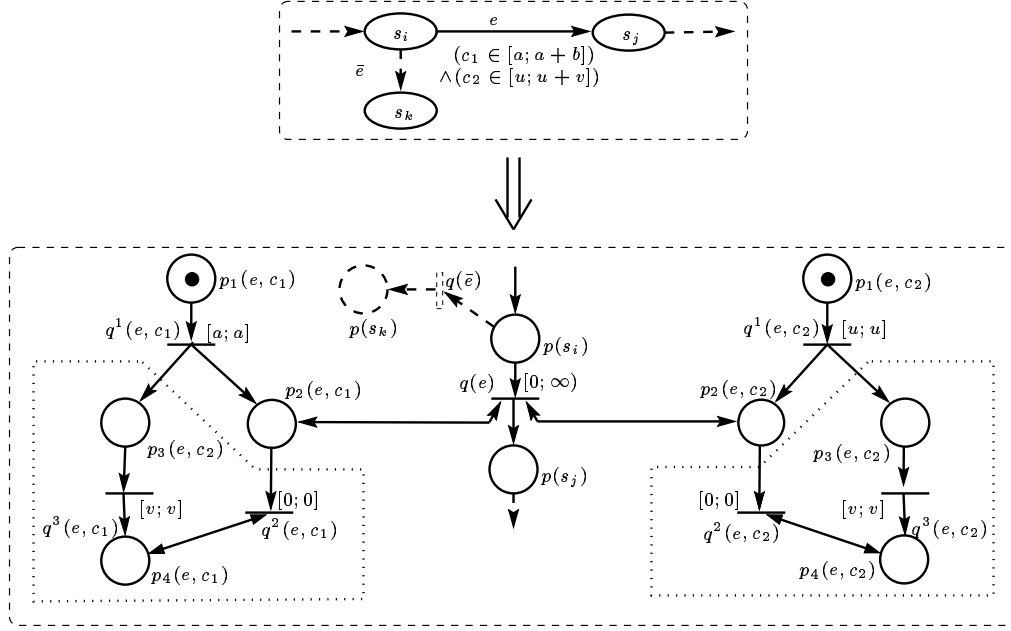 e
s_i
s_j
(c_1 ∈ [a; a + b])
ē
∧(c_2 ∈ [u; u + v])
s_k
p_1(e, c_1)
q(ē)
p_1(e, c_2)
p(s_k)
q^1(e, c_1) [a; a]
q^1(e, c_2) [u; u]
p(s_i)
q(e) [0; ∞)
p_2(e, c_1)
p_2(e, c_2)
p_3(e, c_2)
p_3(e, c_2)
p(s_j)
[v; v]
[0; 0]
[0; 0]
[v; v]
q^3(e, c_1)
q^2(e, c_1)
q^2(e, c_2)
q^3(e, c_2)
p_4(e, c_1)
p_4(e, c_2)